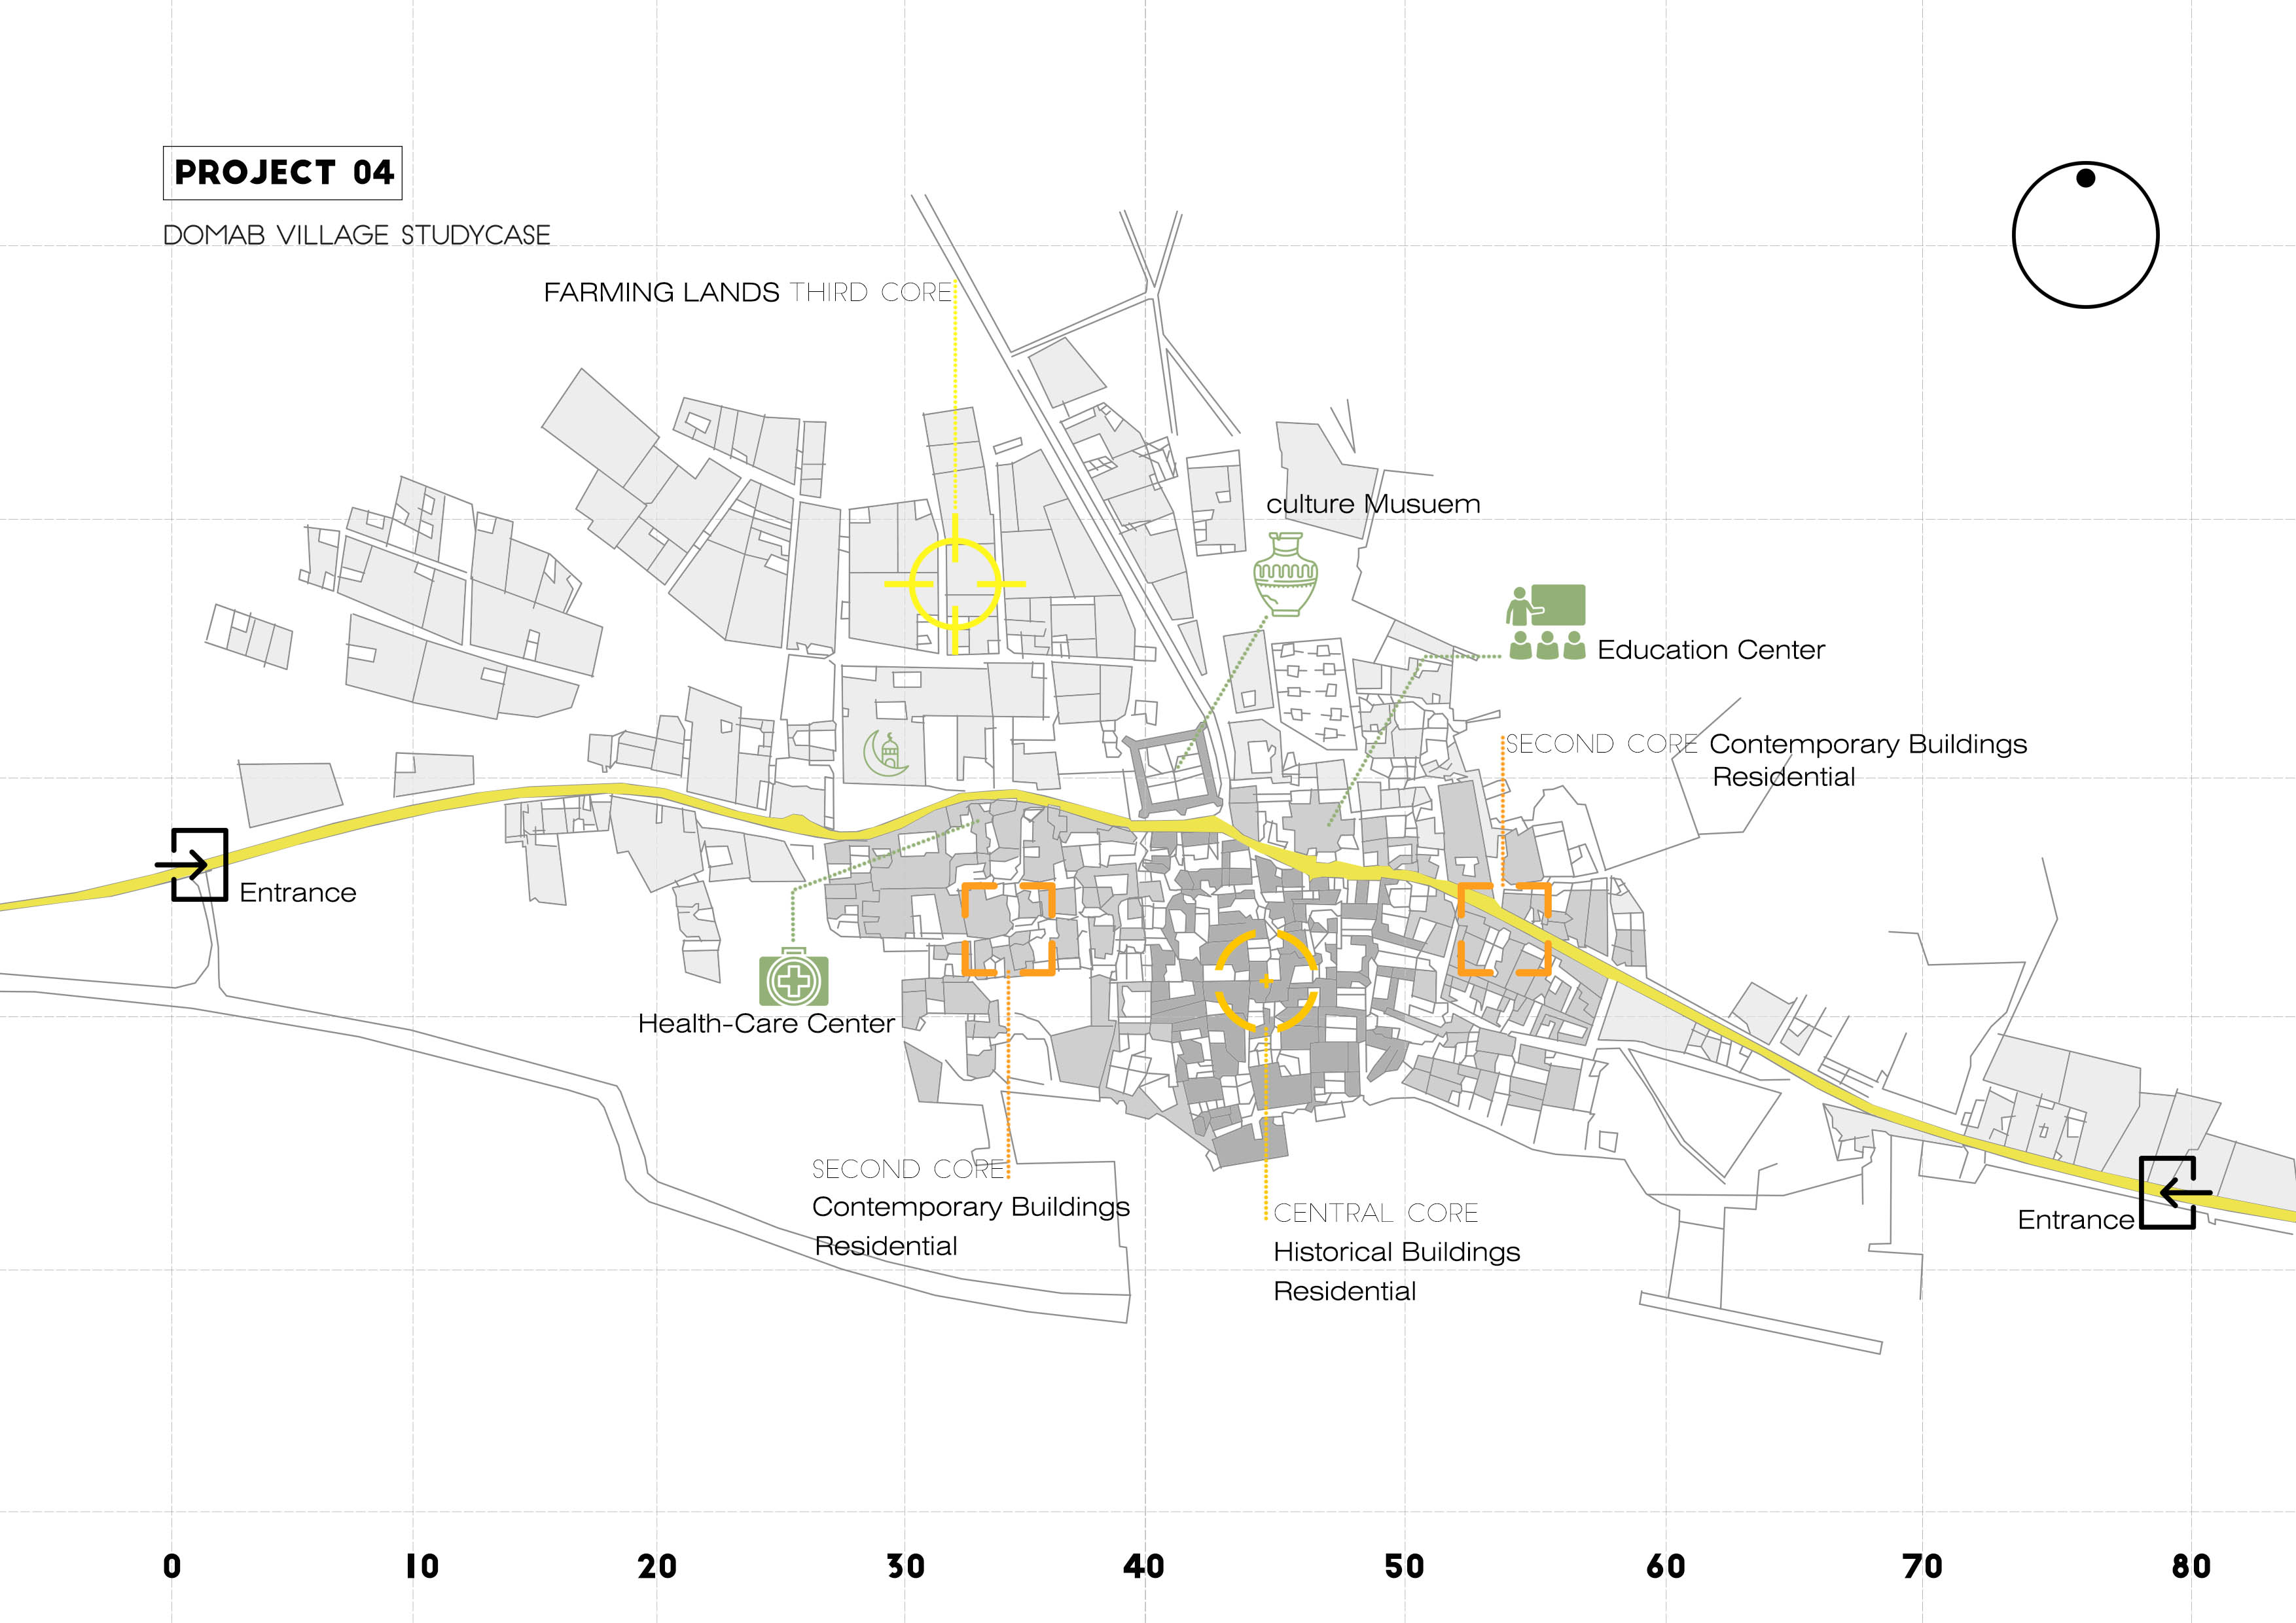 PROJECT 04
DOMAB VILLAGE STUDYCASE
FARMING LANDS THIRD CORE
culture Musuem
Education Center
SECOND CORE Contemporary Buildings
Residential
Entrance
Health-Care Center
SECOND CORE
Contemporary Buildings
Residential
CENTRAL CORE
Historical Buildings
Residential
Entrance
0 10 20 30 40 50 60 70 80